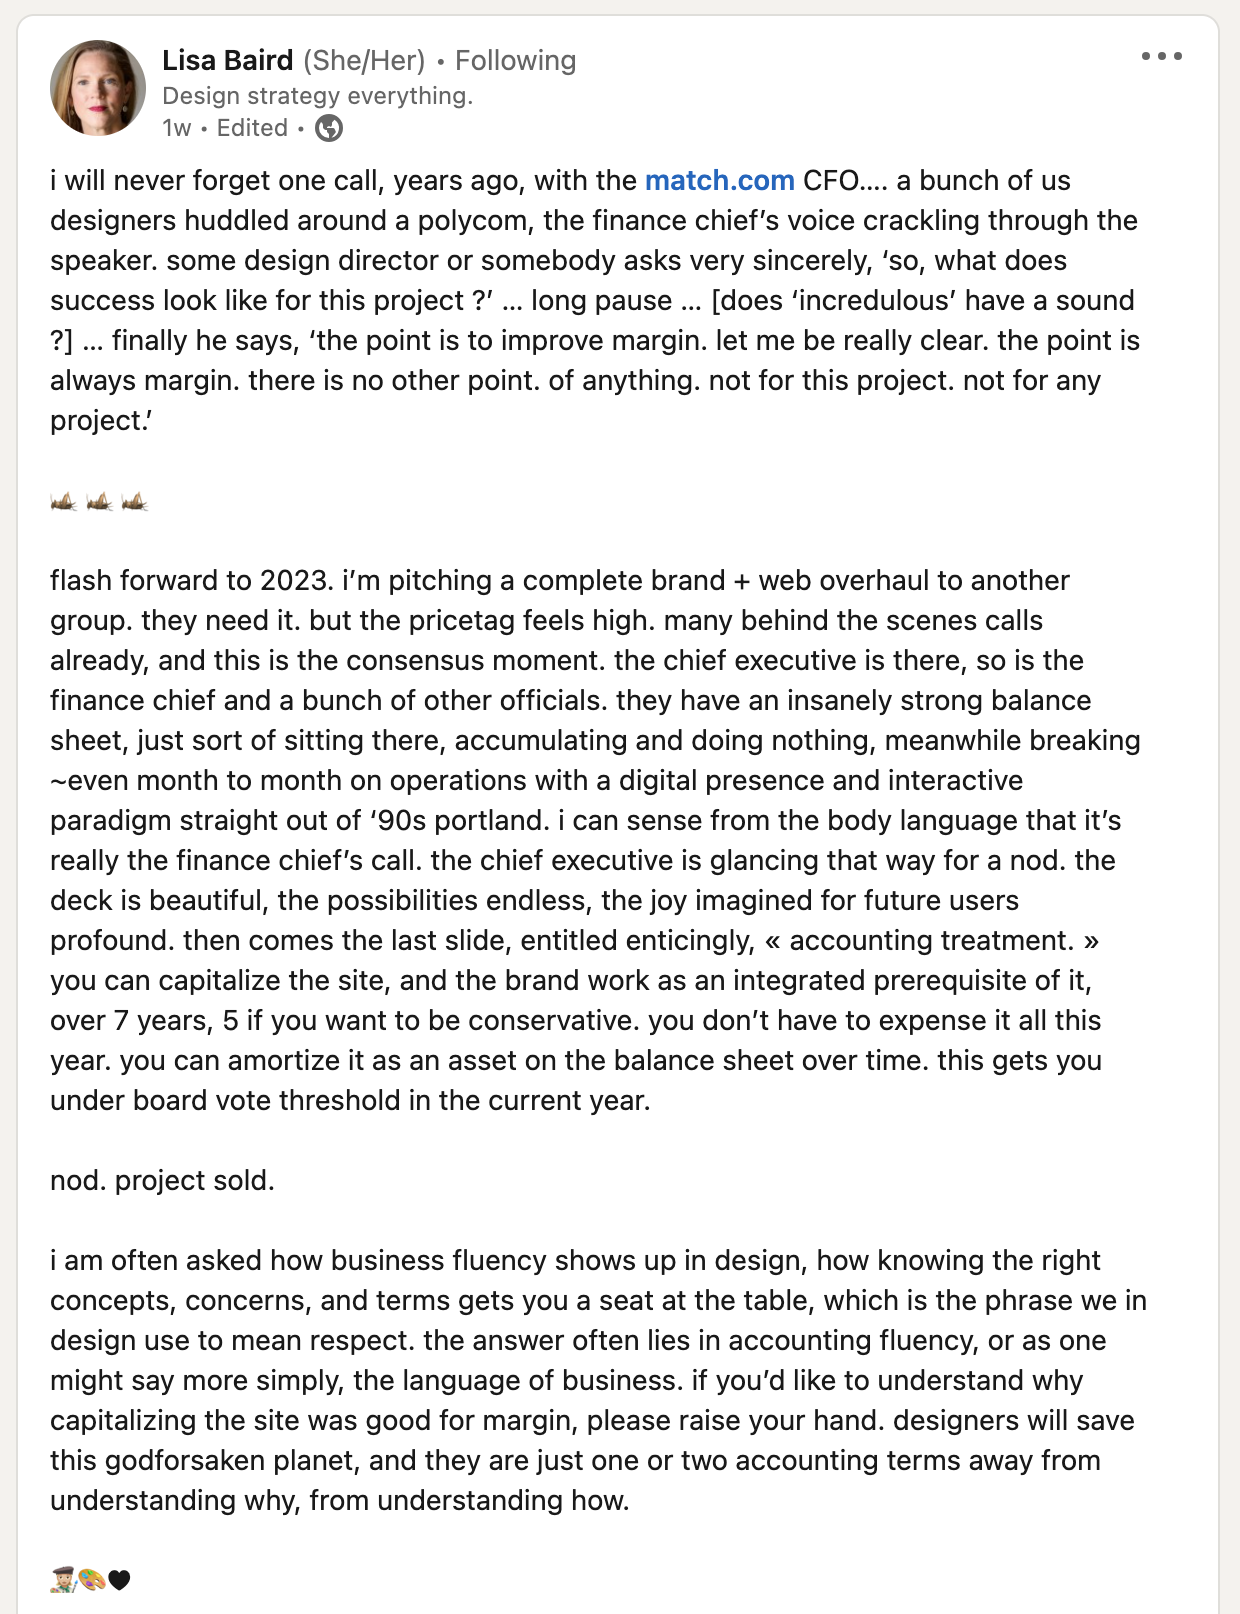 Lisa Baird (She/Her) • Following
Design strategy everything.
1w • Edited •
i will never forget one call, years ago, with the match.com CFO.... a bunch of us
designers huddled around a polycom, the finance chief’s voice crackling through the
speaker. some design director or somebody asks very sincerely, ‘so, what does
success look like for this project ?’ ... long pause ... [does ‘incredulous’ have a sound
?] ... finally he says, ‘the point is to improve margin. let me be really clear. the point is
always margin. there is no other point. of anything. not for this project. not for any
project.’
🦗 🦗 🦗
flash forward to 2023. i’m pitching a complete brand + web overhaul to another
group. they need it. but the pricetag feels high. many behind the scenes calls
already, and this is the consensus moment. the chief executive is there, so is the
finance chief and a bunch of other officials. they have an insanely strong balance
sheet, just sort of sitting there, accumulating and doing nothing, meanwhile breaking
~even month to month on operations with a digital presence and interactive
paradigm straight out of ‘90s portland. i can sense from the body language that it’s
really the finance chief’s call. the chief executive is glancing that way for a nod. the
deck is beautiful, the possibilities endless, the joy imagined for future users
profound. then comes the last slide, entitled enticingly, « accounting treatment. »
you can capitalize the site, and the brand work as an integrated prerequisite of it,
over 7 years, 5 if you want to be conservative. you don’t have to expense it all this
year. you can amortize it as an asset on the balance sheet over time. this gets you
under board vote threshold in the current year.
nod. project sold.
i am often asked how business fluency shows up in design, how knowing the right
concepts, concerns, and terms gets you a seat at the table, which is the phrase we in
design use to mean respect. the answer often lies in accounting fluency, or as one
might say more simply, the language of business. if you’d like to understand why
capitalizing the site was good for margin, please raise your hand. designers will save
this godforsaken planet, and they are just one or two accounting terms away from
understanding why, from understanding how.
👩🏼‍🎨🎨🖤